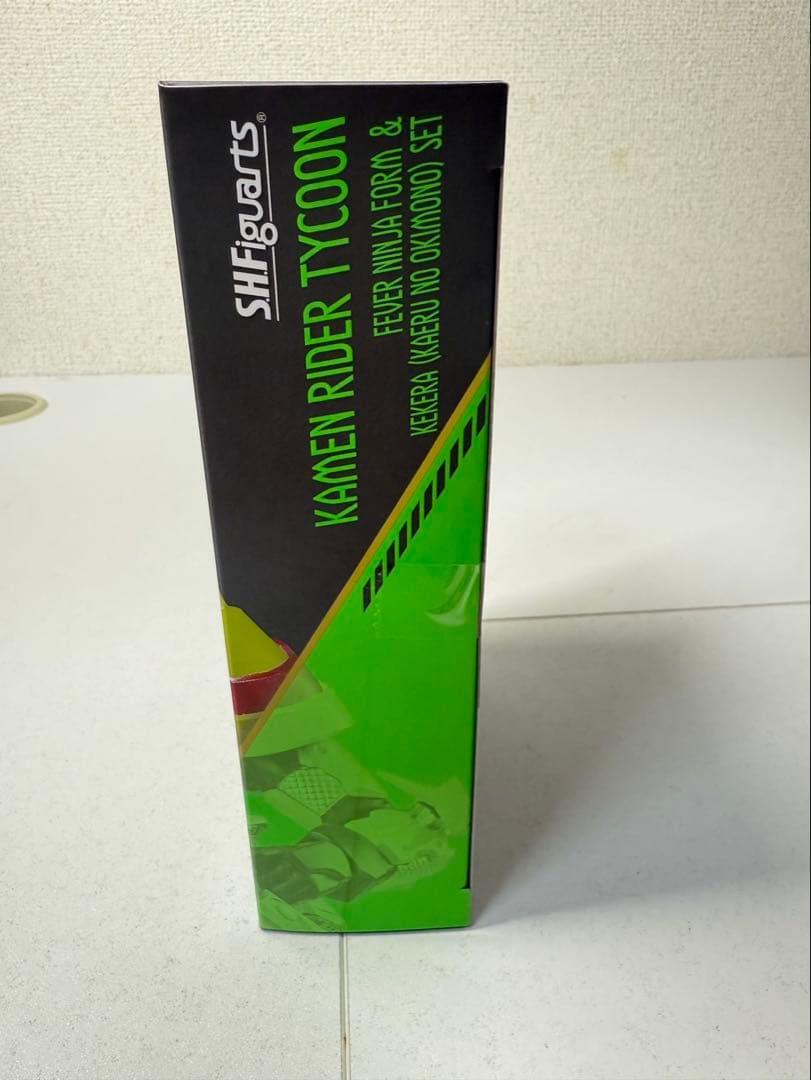 S.H.Figuarts®
KAMEN RIDER TYCOON
FEVER NINJA FORM &
KEKERA (KAERU NO OKIMONO) SET